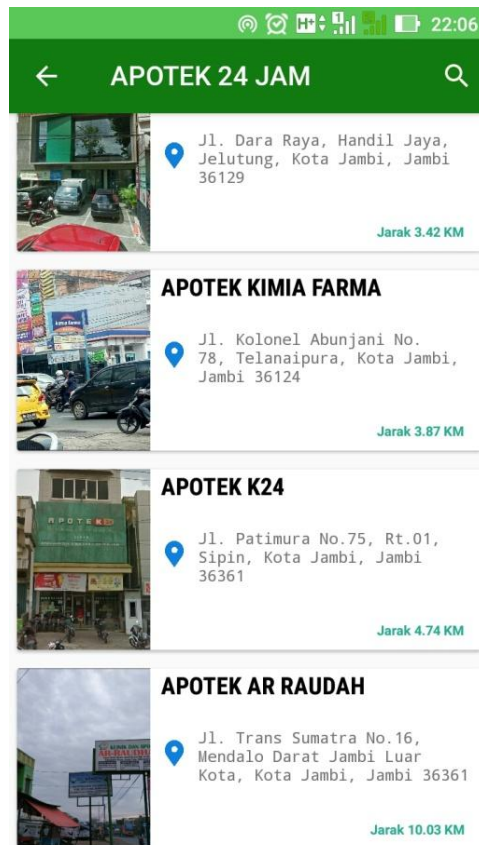 H+ 1 22:06
APOTEK 24 JAM
Jl. Dara Raya, Handil Jaya,
Jelutung, Kota Jambi, Jambi
36129
Jarak 3.42 KM
APOTEK KIMIA FARMA
Jl. Kolonel Abunjani No.
78, Telanaipura, Kota Jambi,
Jambi 36124
Jarak 3.87 KM
APOTEK K24
APOTEK
Jl. Patimura No.75, Rt.01,
Sipin, Kota Jambi, Jambi
36361
Jarak 4.74 KM
APOTEK AR RAUDAH
Jl. Trans Sumatra No.16,
Mendalo Darat Jambi Luar
Kota, Kota Jambi, Jambi 36361
Jarak 10.03 KM